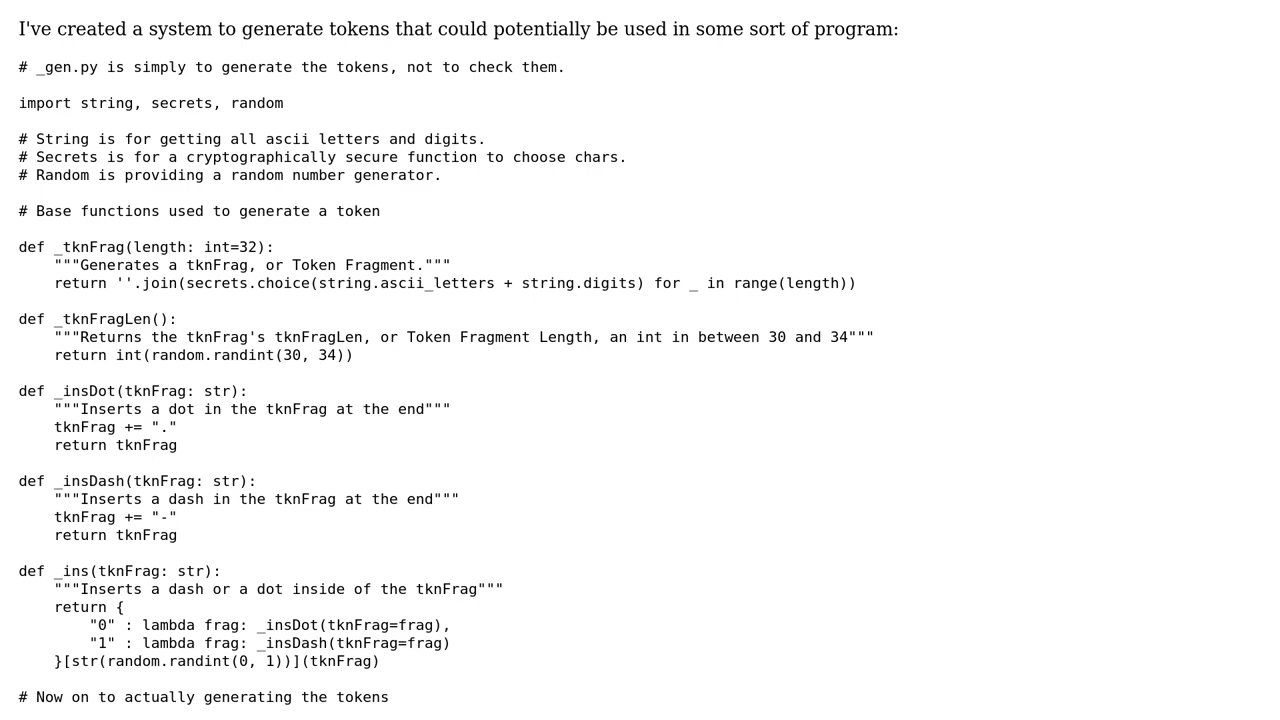 I've created a system to generate tokens that could potentially be used in some sort of program:
# _gen.py is simply to generate the tokens, not to check them.
import string, secrets, random
# String is for getting all ascii letters and digits.
# Secrets is for a cryptographically secure function to choose chars.
# Random is providing a random number generator.
# Base functions used to generate a token
def _tknFrag(length: int=32):
    """Generates a tknFrag, or Token Fragment."""
    return ''.join(secrets.choice(string.ascii_letters + string.digits) for _ in range(length))
def _tknFragLen():
    """Returns the tknFrag's tknFragLen, or Token Fragment Length, an int in between 30 and 34"""
    return int(random.randint(30, 34))
def _insDot(tknFrag: str):
    """Inserts a dot in the tknFrag at the end"""
    tknFrag += "."
    return tknFrag
def _insDash(tknFrag: str):
    """Inserts a dash in the tknFrag at the end"""
    tknFrag += "-"
    return tknFrag
def _ins(tknFrag: str):
    """Inserts a dash or a dot inside of the tknFrag"""
    return {
        "0" : lambda frag: _insDot(tknFrag=frag),
        "1" : lambda frag: _insDash(tknFrag=frag)
    }[str(random.randint(0, 1))](tknFrag)
# Now on to actually generating the tokens